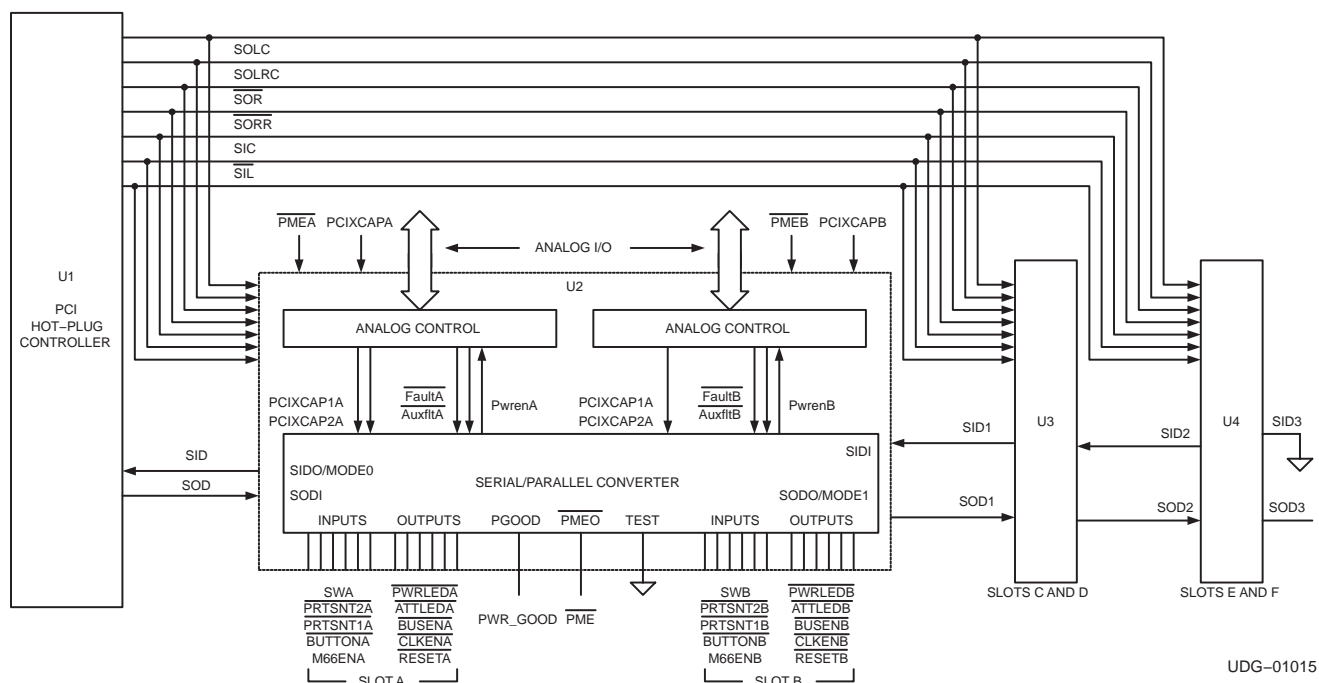 SOLC
SOLRC
SOR
SORR
SIC
SIL
PMEA PCIXCAPA
ANALOG I/O
PMEB PCIXCAPB
U1
PCI
HOT–PLUG
CONTROLLER
U2
ANALOG CONTROL
ANALOG CONTROL
PCIXCAP1A
PCIXCAP2A
FaultA
AuxfltA
PwrenA
PCIXCAP1A
PCIXCAP2A
FaultB
AuxfltB
PwrenB
U3
U4
SID
SOD
SID1
SID2
SID3
SIDO/MODE0
SIDI
SERIAL/PARALLEL CONVERTER
SODI
SODO/MODE1
SOD1
SOD2
SOD3
INPUTS OUTPUTS PGOOD PMEO TEST INPUTS OUTPUTS
SWA
PRTSNT2A
PRTSNT1A
BUTTONA
M66ENA
PWRLEDA
ATTLEDA
BUSENA
CLKENA
RESETA
SLOT A
PWR_GOOD PME
SWB
PRTSNT2B
PRTSNT1B
BUTTONB
M66ENB
PWRLEDB
ATTLEDB
BUSENB
CLKENB
RESETB
SLOT B
SLOTS C AND D
SLOTS E AND F
UDG–01015